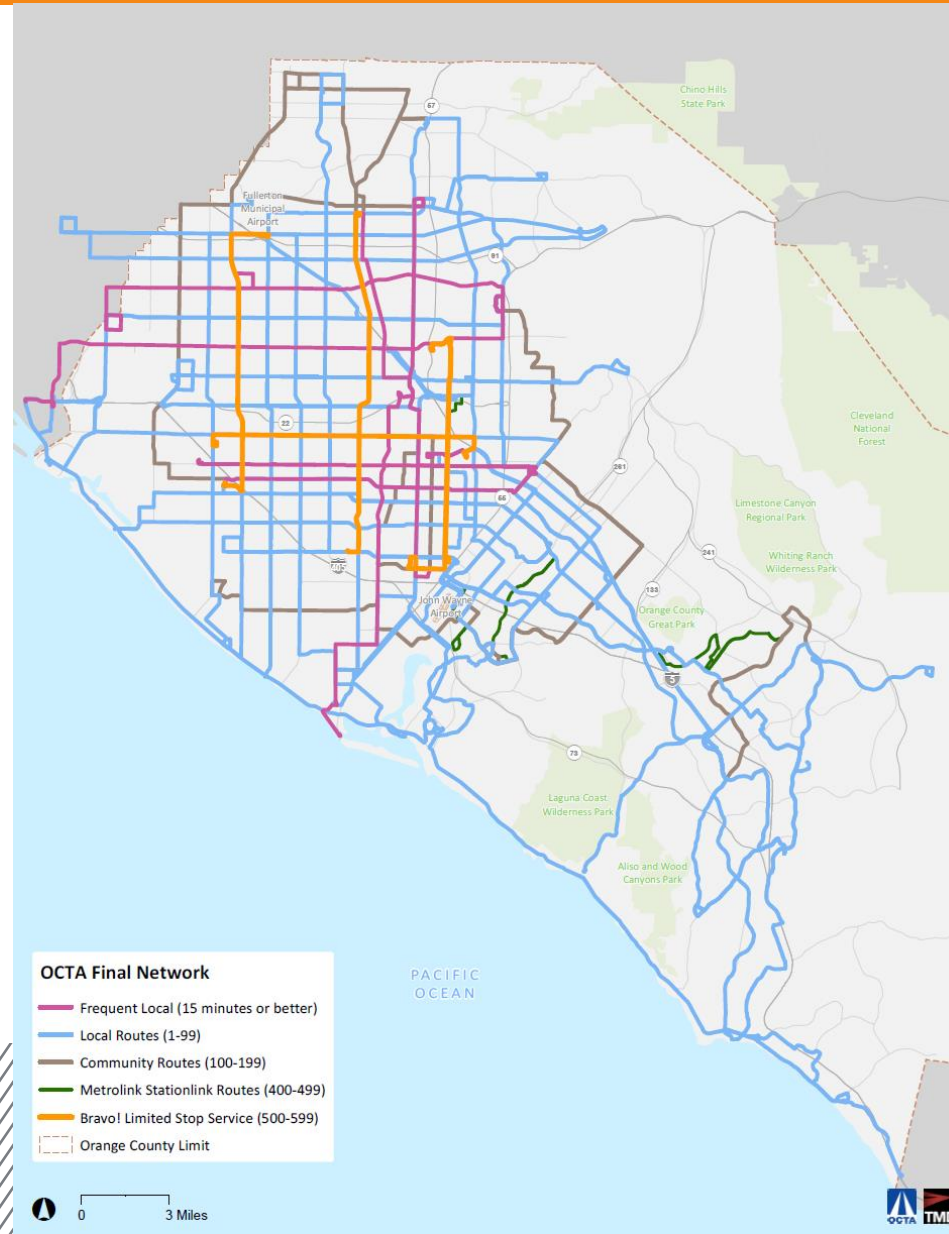 67
Chino Hills
State Park
Fullerton
Municipal
Airport
91
22
Cleveland
National
Forest
261
55
Limestone Canyon
Regional Park
241
Whiting Ranch
Wilderness Park
405
133
John Wayne
Airport
Orange County
Great Park
5
73
Laguna Coast
Wilderness Park
Aliso and Wood
Canyons Park
PACIFIC
OCEAN
OCTA Final Network
Frequent Local (15 minutes or better)
Local Routes (1-99)
Community Routes (100-199)
Metrolink Stationlink Routes (400-499)
Bravo! Limited Stop Service (500-599)
Orange County Limit
0 3 Miles
OCTA